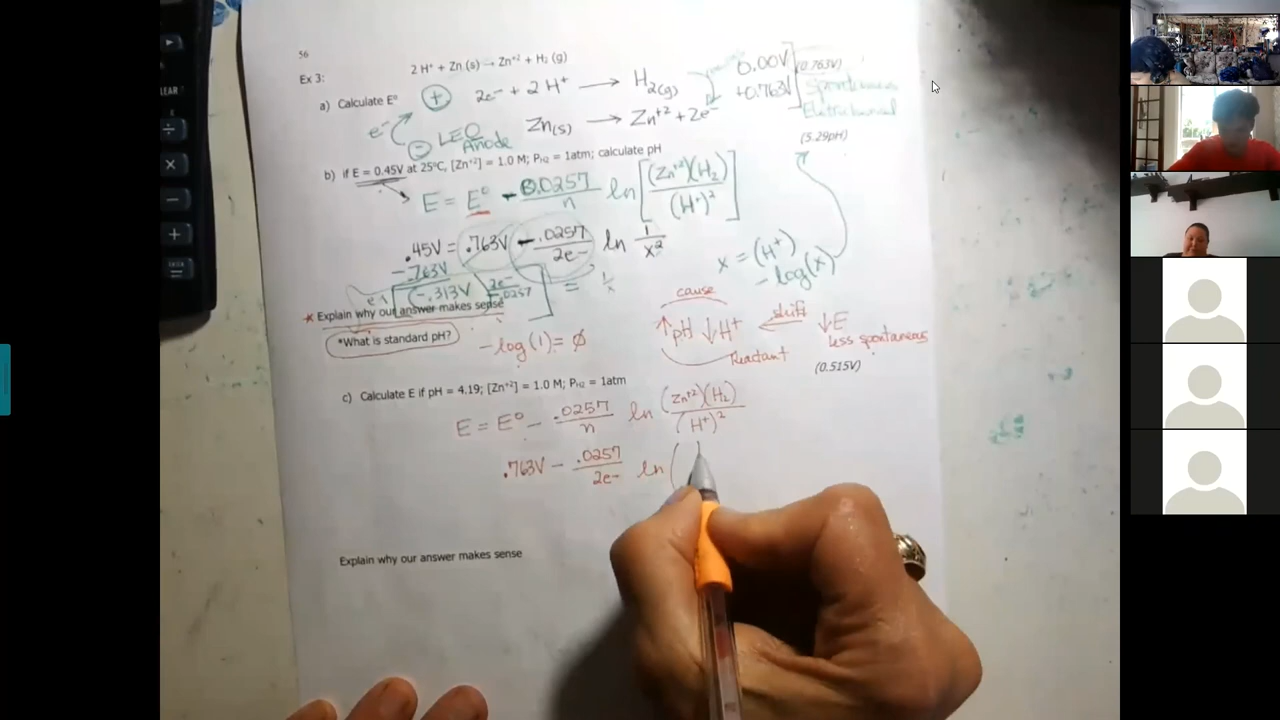 56
Ex 3:
2 H⁺ + Zn (s) → Zn⁺² + H₂ (g)
a) Calculate E°
+ 2e⁻ + 2 H⁺ → H₂(g) 0.00V
(0.763V)
e⁻ Zn(s) → Zn⁺² + 2e⁻ +0.763V
Spontaneous
- LEO
Anode
(5.29pH)
b) if E = 0.45V at 25°C, [Zn⁺²] = 1.0 M; P_H2 = 1atm; calculate pH
E = E° - 0.0257/n ln [(Zn⁺²)(H₂)/(H⁺)²]
.45V = .763V - .0257/2e⁻ ln 1/x²
-.763V
x = (H⁺)
-log(x)
(-.313V) 2e⁻/-.0257 =
* Explain why our answer makes sense
*What is standard pH?
-log(1) = ∅
cause
↑ pH ↓ H⁺ ← shift ↓E
less spontaneous
Reactant
(0.515V)
c) Calculate E if pH = 4.19; [Zn⁺²] = 1.0 M; P_H2 = 1atm
E = E° - .0257/n ln (Zn⁺²)(H₂)/(H⁺)²
.763V - .0257/2e⁻ ln (
Explain why our answer makes sense